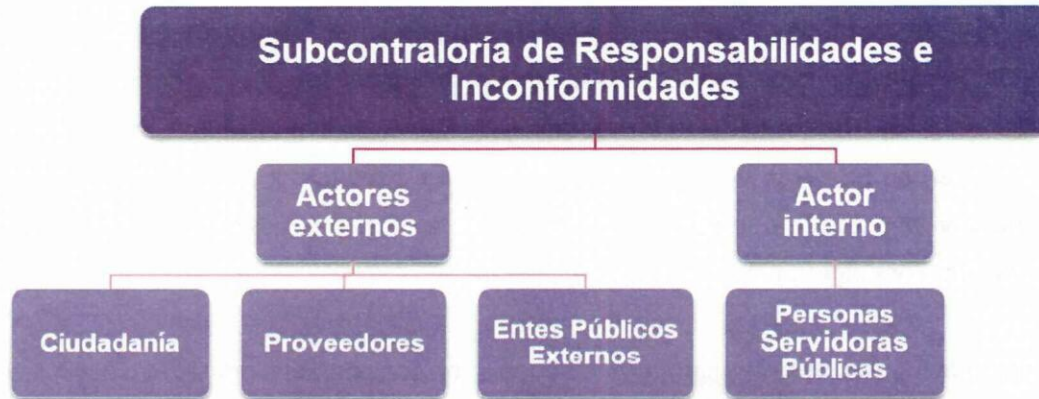 Subcontraloría de Responsabilidades e
Inconformidades
Actores
externos
Actor
interno
Ciudadanía
Proveedores
Entes Públicos
Externos
Personas
Servidoras
Públicas